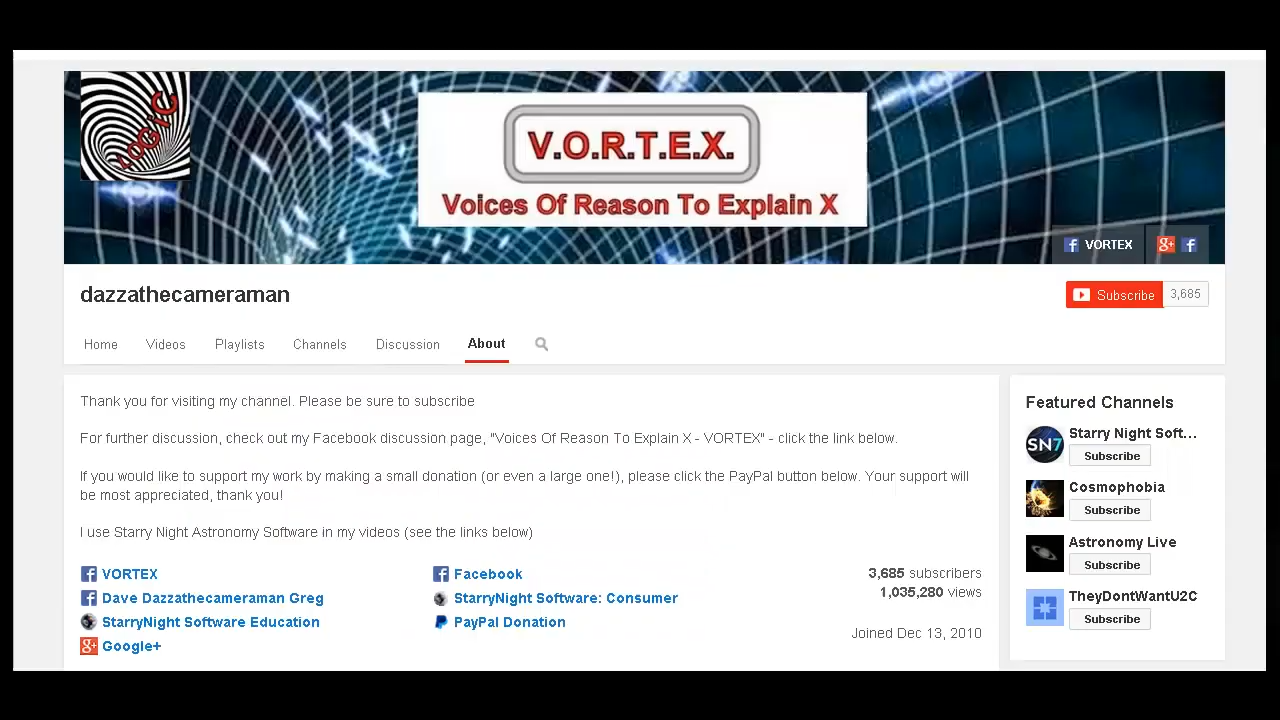 LOGIC
V.O.R.T.E.X.
Voices Of Reason To Explain X
VORTEX
dazzathecameraman
Subscribe 3,685
Home Videos Playlists Channels Discussion About
Thank you for visiting my channel. Please be sure to subscribe
For further discussion, check out my Facebook discussion page, "Voices Of Reason To Explain X - VORTEX" - click the link below.
If you would like to support my work by making a small donation (or even a large one!), please click the PayPal button below. Your support will
be most appreciated, thank you!
I use Starry Night Astronomy Software in my videos (see the links below)
VORTEX
Facebook
Dave Dazzathecameraman Greg
StarryNight Software: Consumer
StarryNight Software Education
PayPal Donation
Google+
3,685 subscribers
1,035,280 views
Joined Dec 13, 2010
Featured Channels
SN7
Starry Night Soft...
Subscribe
Cosmophobia
Subscribe
Astronomy Live
Subscribe
TheyDontWantU2C
Subscribe